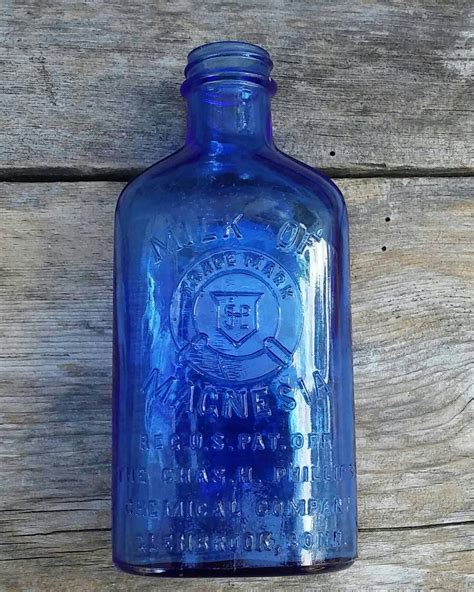 MILK OF
TRADE MARK
MAGNESIA
REG. U.S. PAT. OFF.
THE CHAS. H. PHILLIPS
CHEMICAL COMPANY
GLENBROOK, CONN.